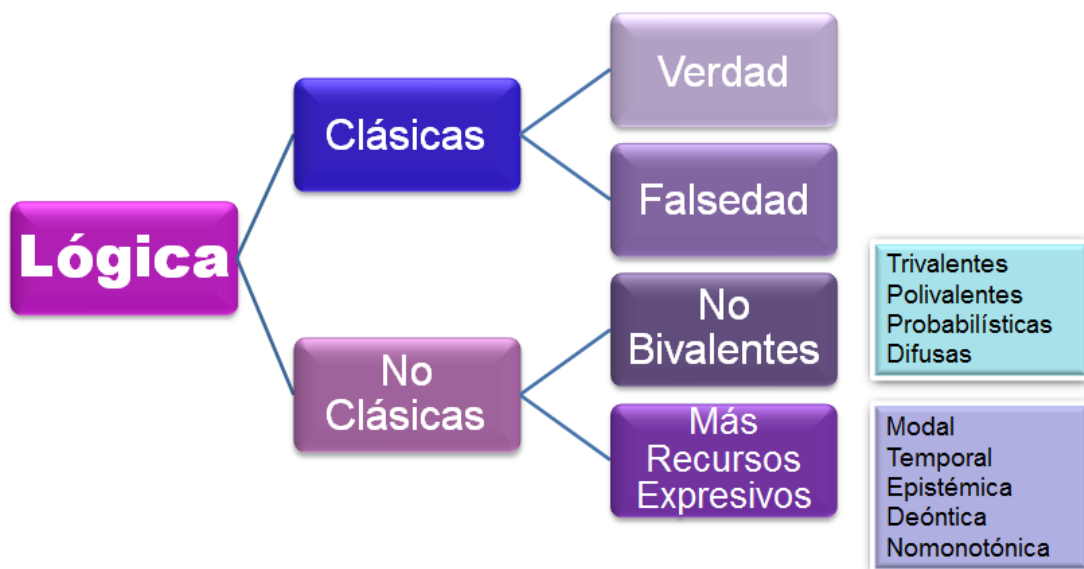 Lógica
Clásicas
Verdad
Falsedad
No
Clásicas
No
Bivalentes
Trivalentes
Polivalentes
Probabilísticas
Difusas
Más
Recursos
Expresivos
Modal
Temporal
Epistémica
Deóntica
Nomonotónica